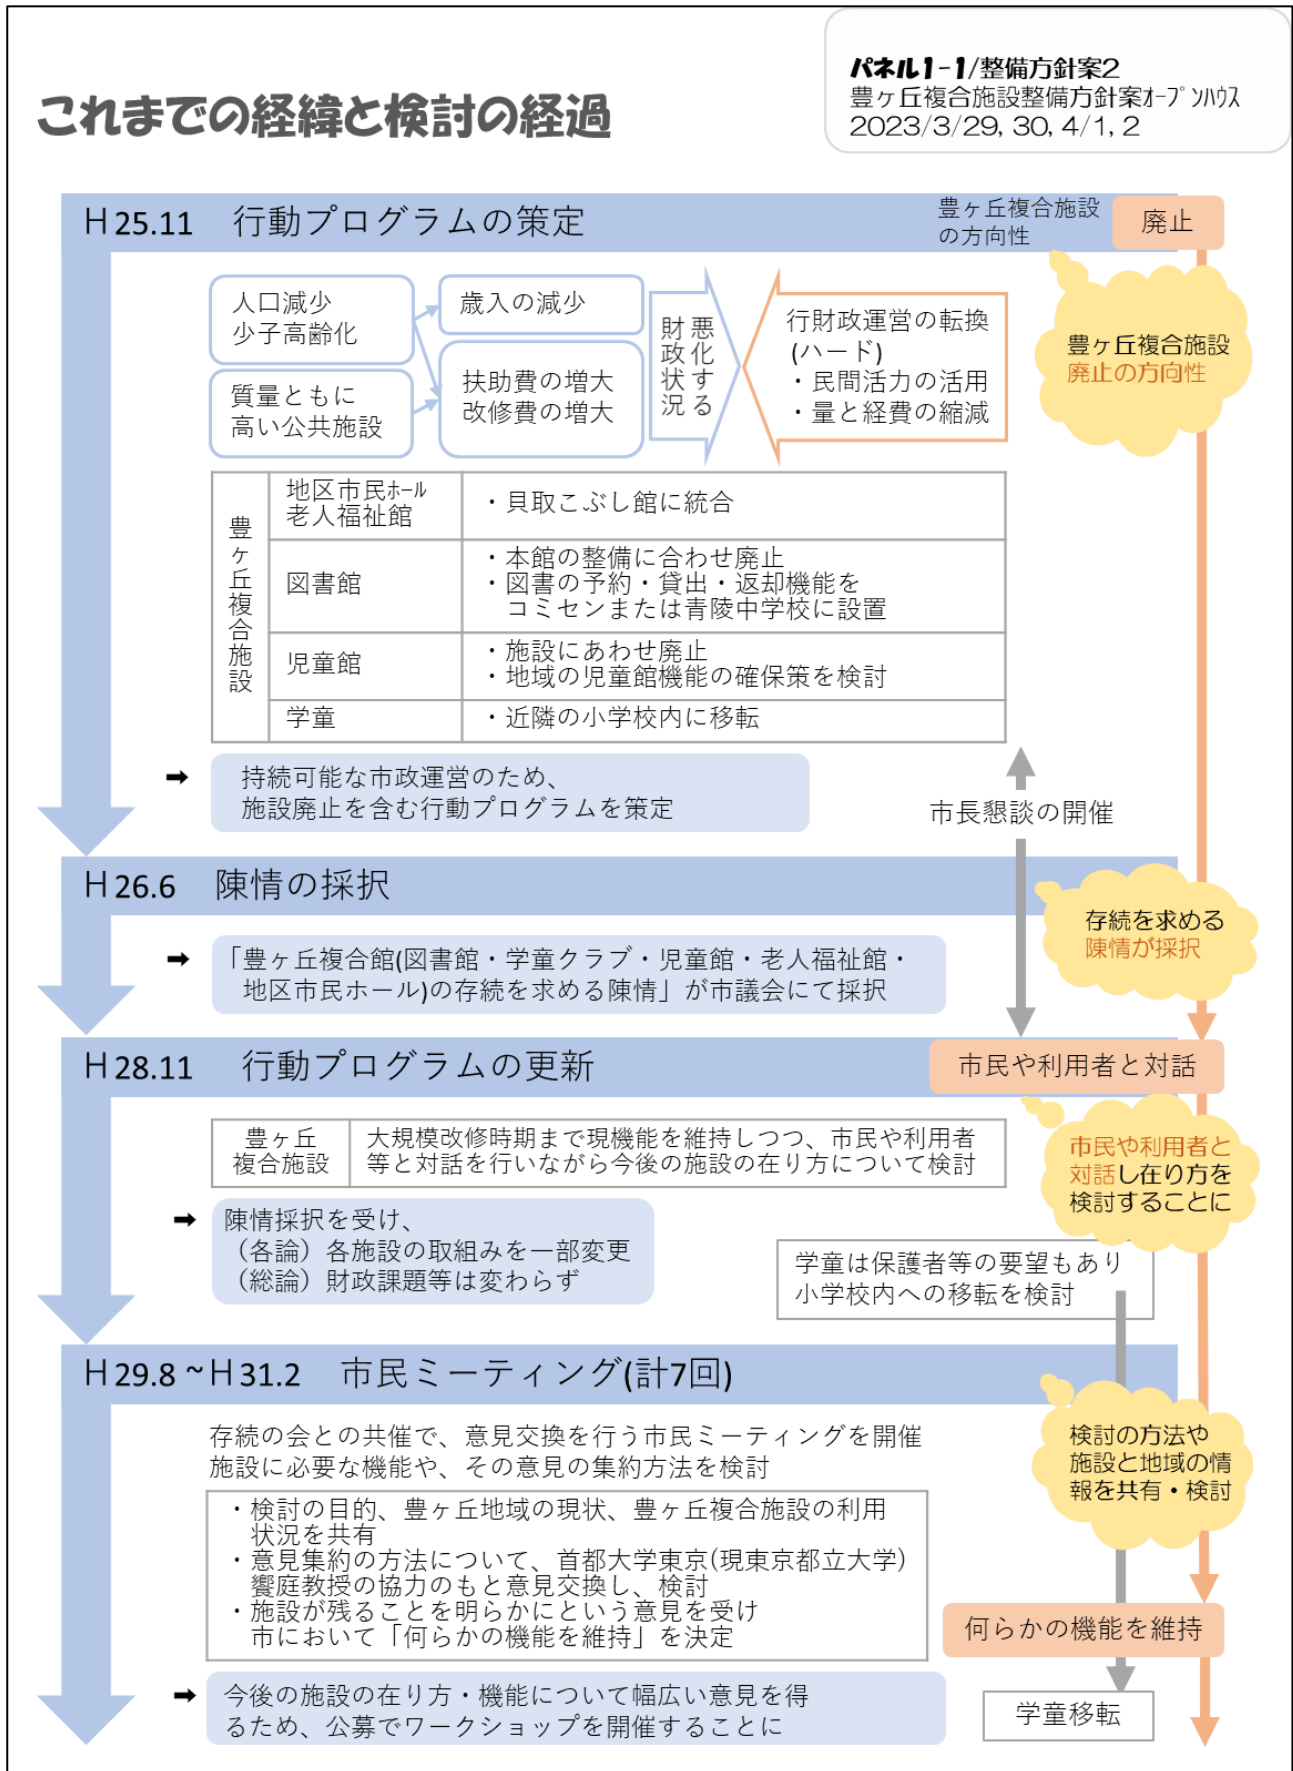 パネル1-1/整備方針案2
豊ヶ丘複合施設整備方針案ｵｰﾌﾟﾝﾊｳｽ
2023/3/29, 30, 4/1, 2
これまでの経緯と検討の経過
H25.11 行動プログラムの策定
豊ヶ丘複合施設
の方向性
廃止
人口減少
少子高齢化
歳入の減少
質量ともに
高い公共施設
扶助費の増大
改修費の増大
悪化する
財政状況
行財政運営の転換
(ハード)
・民間活力の活用
・量と経費の縮減
豊ヶ丘複合施設
廃止の方向性
豊ヶ丘複合施設
地区市民ﾎｰﾙ
老人福祉館
・貝取こぶし館に統合
図書館
・本館の整備に合わせ廃止
・図書の予約・貸出・返却機能を
コミセンまたは青陵中学校に設置
児童館
・施設にあわせ廃止
・地域の児童館機能の確保策を検討
学童
・近隣の小学校内に移転
➡ 持続可能な市政運営のため、
施設廃止を含む行動プログラムを策定
市長懇談の開催
H26.6 陳情の採択
存続を求める
陳情が採択
➡ 「豊ヶ丘複合館(図書館・学童クラブ・児童館・老人福祉館・
地区市民ホール)の存続を求める陳情」が市議会にて採択
H28.11 行動プログラムの更新
市民や利用者と対話
豊ヶ丘
複合施設
大規模改修時期まで現機能を維持しつつ、市民や利用者
等と対話を行いながら今後の施設の在り方について検討
市民や利用者と
対話し在り方を
検討することに
➡ 陳情採択を受け、
（各論）各施設の取組みを一部変更
（総論）財政課題等は変わらず
学童は保護者等の要望もあり
小学校内への移転を検討
H29.8 ~H31.2 市民ミーティング(計7回)
存続の会との共催で、意見交換を行う市民ミーティングを開催
施設に必要な機能や、その意見の集約方法を検討
検討の方法や
施設と地域の情
報を共有・検討
・検討の目的、豊ヶ丘地域の現状、豊ヶ丘複合施設の利用
状況を共有
・意見集約の方法について、首都大学東京(現東京都立大学)
饗庭教授の協力のもと意見交換し、検討
・施設が残ることを明らかにという意見を受け
市において「何らかの機能を維持」を決定
何らかの機能を維持
➡ 今後の施設の在り方・機能について幅広い意見を得
るため、公募でワークショップを開催することに
学童移転